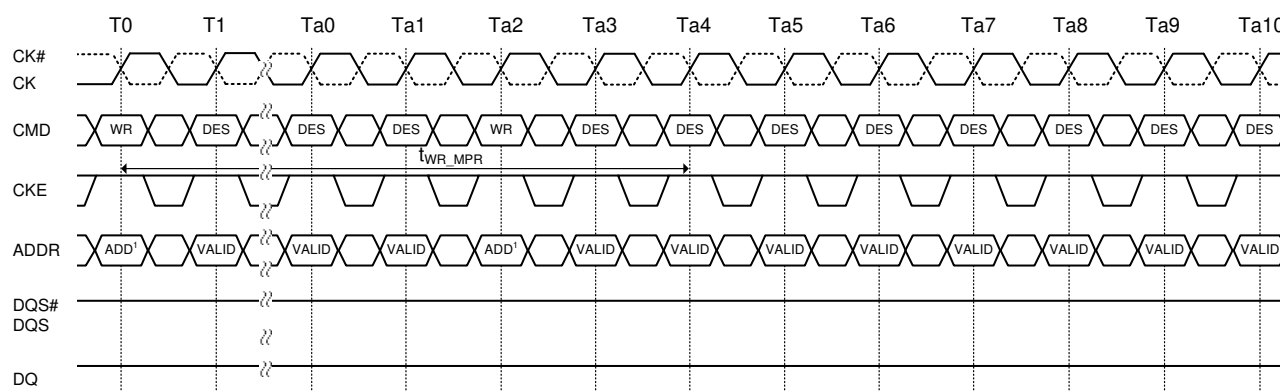 T0 T1 Ta0 Ta1 Ta2 Ta3 Ta4 Ta5 Ta6 Ta7 Ta8 Ta9 Ta10
CK#
CK
CMD WR DES DES DES WR DES DES DES DES DES DES DES DES
tWR_MPR
CKE
ADDR ADD¹ VALID VALID VALID ADD¹ VALID VALID VALID VALID VALID VALID VALID VALID
DQS#
DQS
DQ